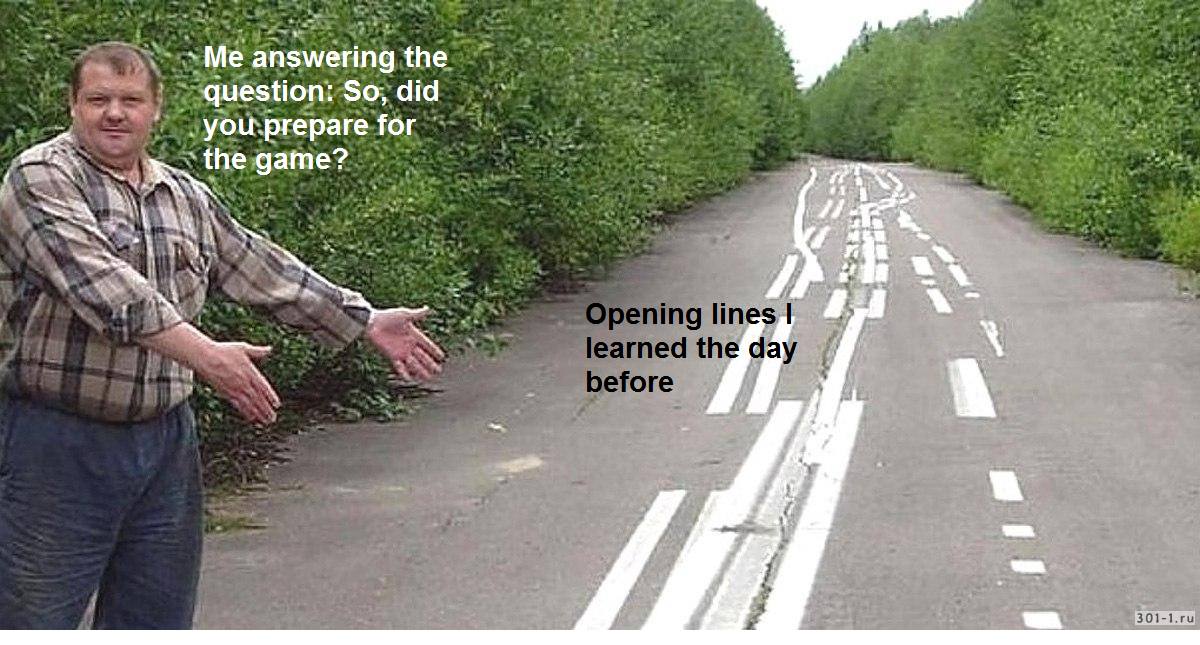 Me answering the
question: So, did
you prepare for
the game?
Opening lines I
learned the day
before
301-1.ru